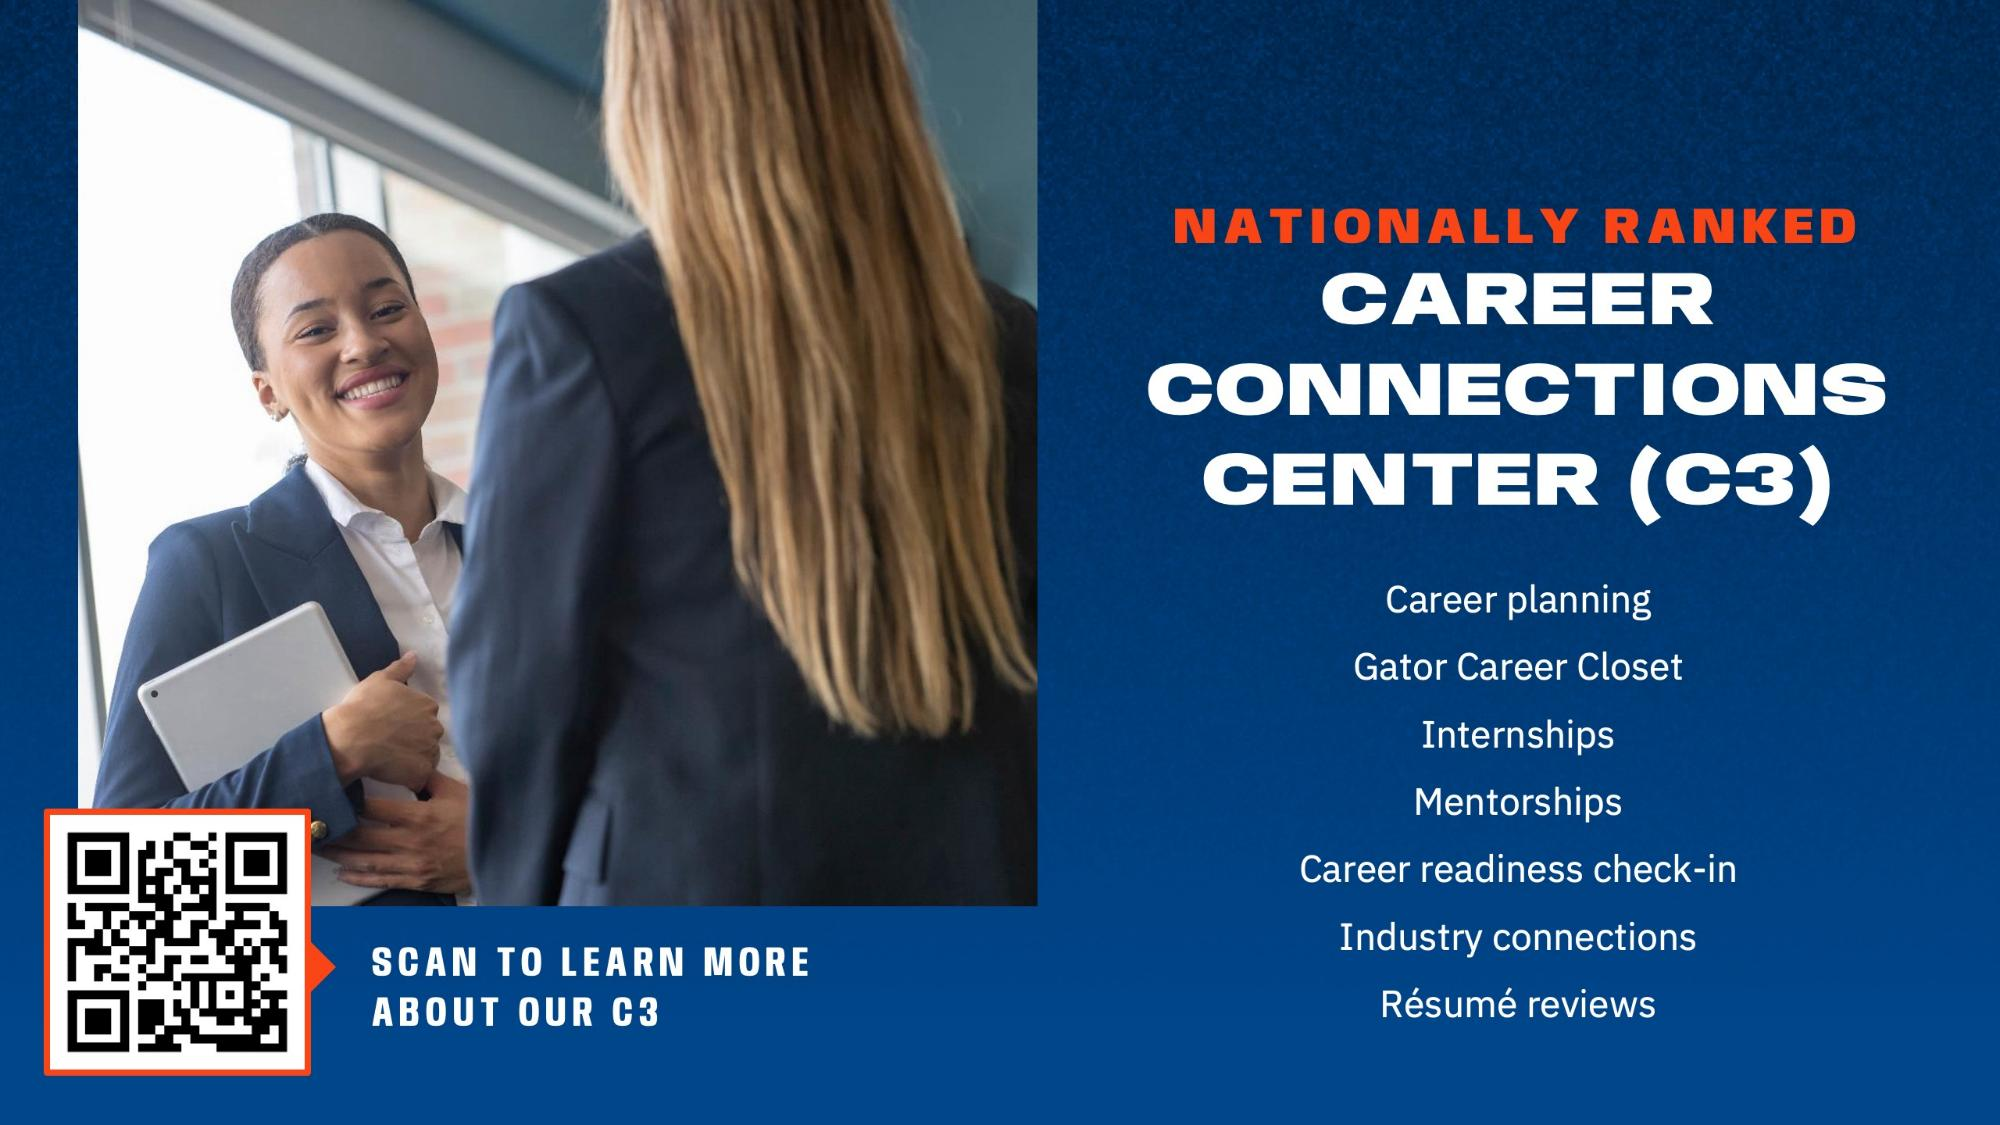 NATIONALLY RANKED
CAREER
CONNECTIONS
CENTER (C3)
Career planning
Gator Career Closet
Internships
Mentorships
Career readiness check-in
Industry connections
Résumé reviews
SCAN TO LEARN MORE
ABOUT OUR C3